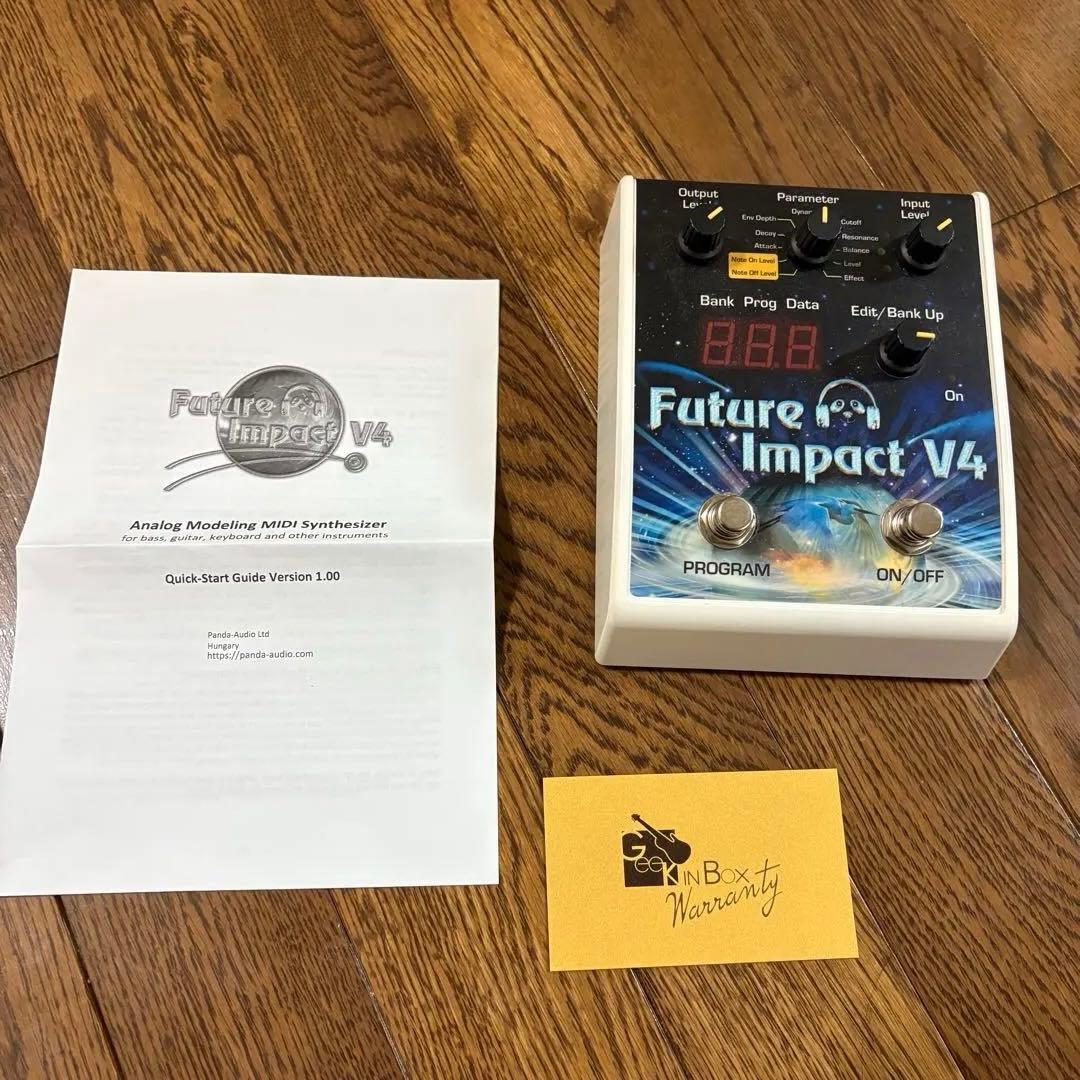 Future
Impact V4
Analog Modeling MIDI Synthesizer
for bass, guitar, keyboard and other instruments
Quick-Start Guide Version 1.00
Panda-Audio Ltd
Hungary
https://panda-audio.com
Output
Level
Parameter
Input
Level
Env Depth
Decay
Attack
Note On Level
Note Off Level
Cutoff
Resonance
Balance
Level
Effect
Bank Prog Data
Edit/Bank Up
On
Future
Impact V4
PROGRAM
ON/OFF
GeeK IN BOX
Warranty